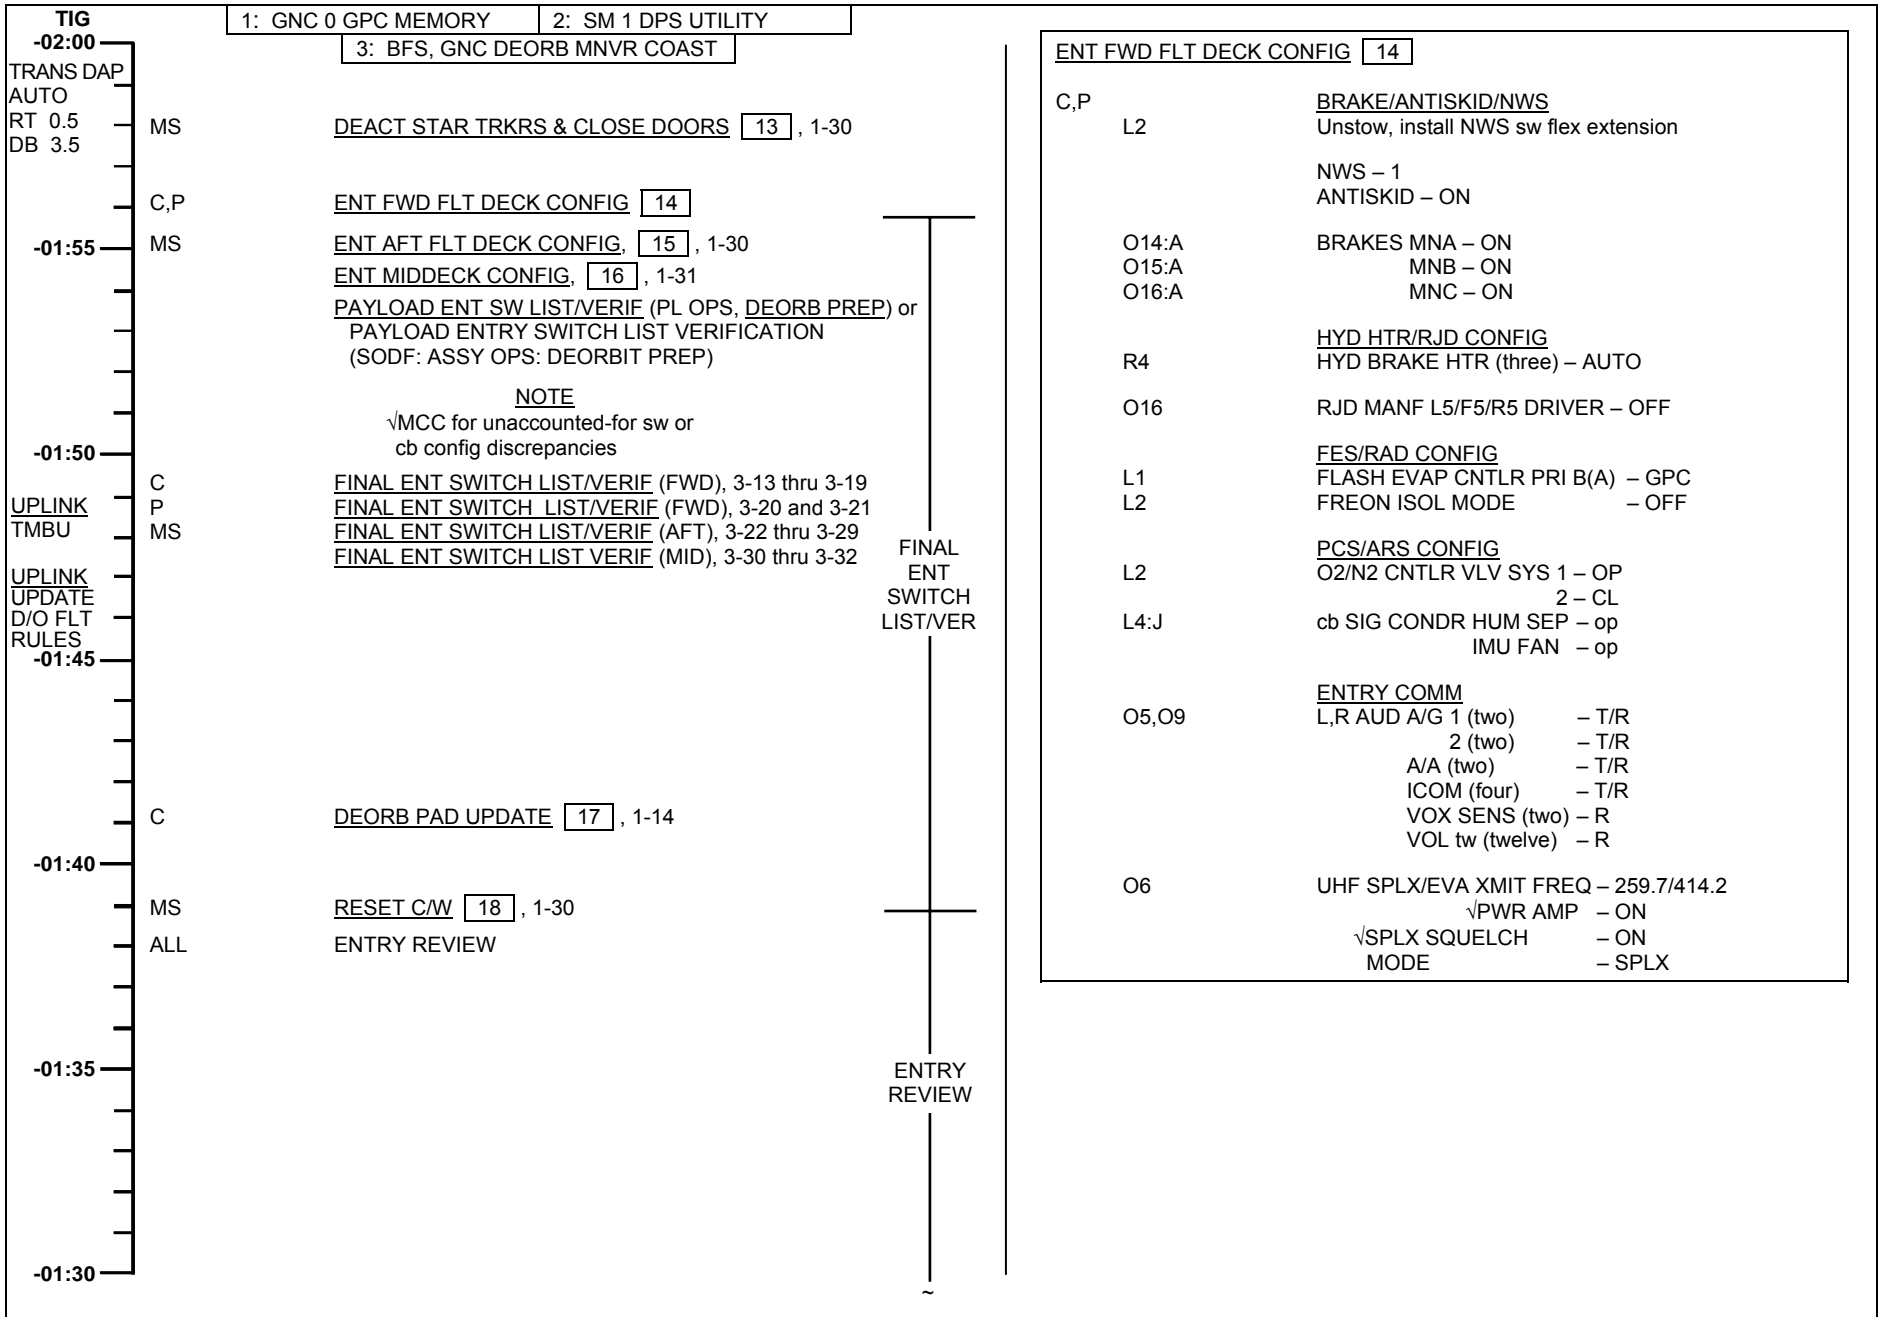 TIG
1: GNC 0 GPC MEMORY 2: SM 1 DPS UTILITY
3: BFS, GNC DEORB MNVR COAST
-02:00
TRANS DAP
AUTO
RT 0.5
DB 3.5
MS DEACT STAR TRKRS & CLOSE DOORS 13 , 1-30
C,P ENT FWD FLT DECK CONFIG 14
-01:55
MS ENT AFT FLT DECK CONFIG, 15 , 1-30
ENT MIDDECK CONFIG, 16 , 1-31
PAYLOAD ENT SW LIST/VERIF (PL OPS, DEORB PREP) or
PAYLOAD ENTRY SWITCH LIST VERIFICATION
(SODF: ASSY OPS: DEORBIT PREP)
NOTE
√MCC for unaccounted-for sw or
cb config discrepancies
-01:50
C FINAL ENT SWITCH LIST/VERIF (FWD), 3-13 thru 3-19
P FINAL ENT SWITCH LIST/VERIF (FWD), 3-20 and 3-21
MS FINAL ENT SWITCH LIST/VERIF (AFT), 3-22 thru 3-29
FINAL ENT SWITCH LIST VERIF (MID), 3-30 thru 3-32
UPLINK
TMBU
UPLINK
UPDATE
D/O FLT
RULES
-01:45
FINAL
ENT
SWITCH
LIST/VER
C DEORB PAD UPDATE 17 , 1-14
-01:40
MS RESET C/W 18 , 1-30
ALL ENTRY REVIEW
-01:35
ENTRY
REVIEW
-01:30
~
ENT FWD FLT DECK CONFIG 14
C,P BRAKE/ANTISKID/NWS
L2 Unstow, install NWS sw flex extension
NWS – 1
ANTISKID – ON
O14:A BRAKES MNA – ON
O15:A MNB – ON
O16:A MNC – ON
HYD HTR/RJD CONFIG
R4 HYD BRAKE HTR (three) – AUTO
O16 RJD MANF L5/F5/R5 DRIVER – OFF
FES/RAD CONFIG
L1 FLASH EVAP CNTLR PRI B(A) – GPC
L2 FREON ISOL MODE – OFF
PCS/ARS CONFIG
L2 O2/N2 CNTLR VLV SYS 1 – OP
2 – CL
L4:J cb SIG CONDR HUM SEP – op
IMU FAN – op
ENTRY COMM
O5,O9 L,R AUD A/G 1 (two) – T/R
2 (two) – T/R
A/A (two) – T/R
ICOM (four) – T/R
VOX SENS (two) – R
VOL tw (twelve) – R
O6 UHF SPLX/EVA XMIT FREQ – 259.7/414.2
√PWR AMP – ON
√SPLX SQUELCH – ON
MODE – SPLX